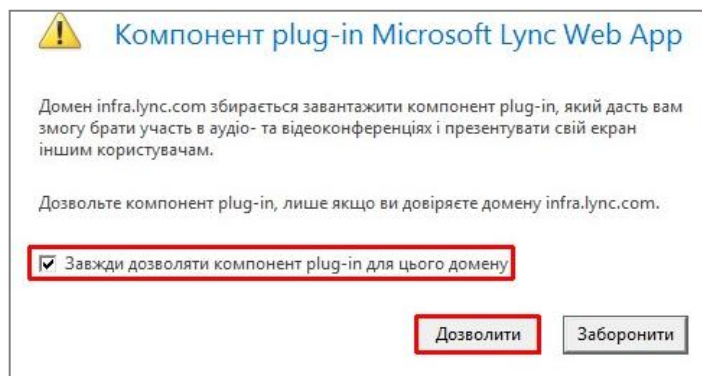 Компонент plug-in Microsoft Lync Web App
Домен infra.lync.com збирається завантажити компонент plug-in, який дасть вам
змогу брати участь в аудіо- та відеоконференціях і презентувати свій екран
іншим користувачам.
Дозвольте компонент plug-in, лише якщо ви довіряєте домену infra.lync.com.
Завжди дозволяти компонент plug-in для цього домену
Дозволити Заборонити